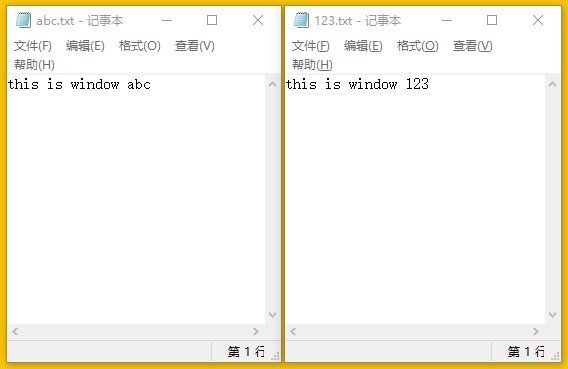 abc.txt - 记事本
文件(F) 编辑(E) 格式(O) 查看(V)
帮助(H)
this is window abc
第 1 行
123.txt - 记事本
文件(F) 编辑(E) 格式(O) 查看(V)
帮助(H)
this is window 123
第 1 行